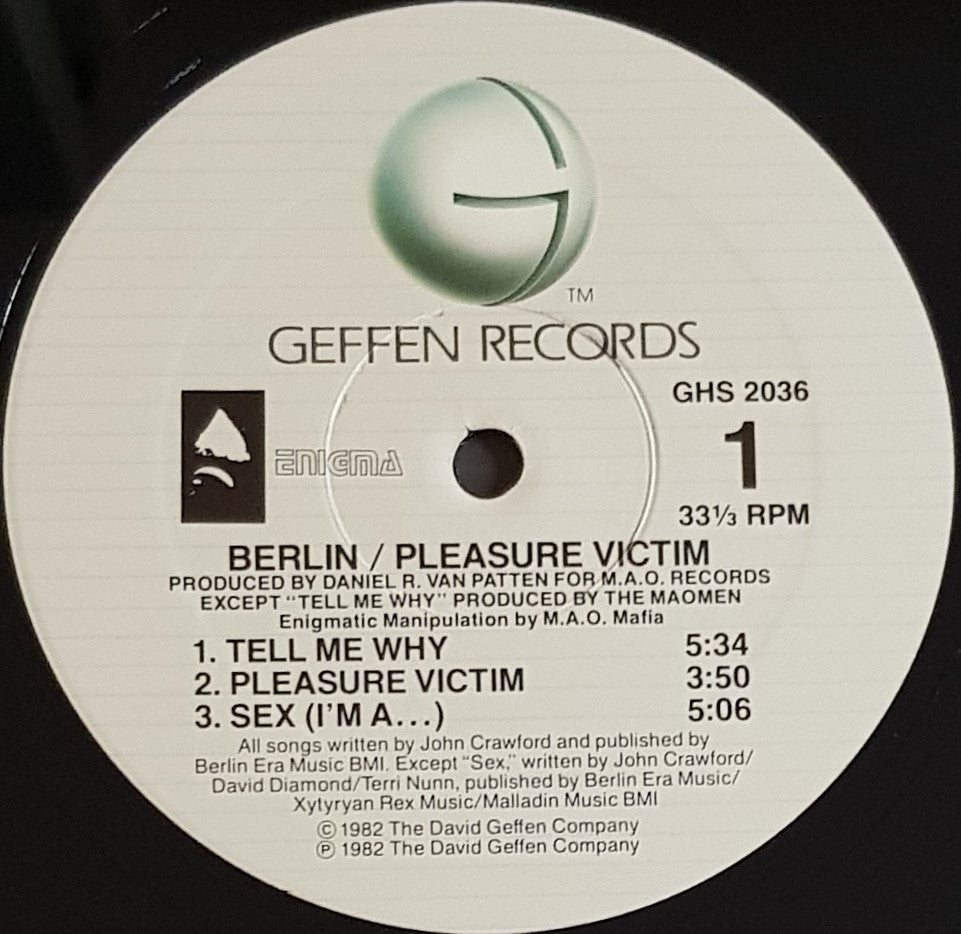 TM
GEFFEN RECORDS
GHS 2036
ENIGMA
1
33⅓ RPM
BERLIN / PLEASURE VICTIM
PRODUCED BY DANIEL R. VAN PATTEN FOR M.A.O. RECORDS
EXCEPT "TELL ME WHY" PRODUCED BY THE MAOMEN
Enigmatic Manipulation by M.A.O. Mafia
1. TELL ME WHY 5:34
2. PLEASURE VICTIM 3:50
3. SEX (I'M A...) 5:06
All songs written by John Crawford and published by
Berlin Era Music BMI. Except "Sex," written by John Crawford/
David Diamond/Terri Nunn, published by Berlin Era Music/
Xytyryan Rex Music/Malladin Music BMI
Ⓒ 1982 The David Geffen Company
Ⓟ 1982 The David Geffen Company